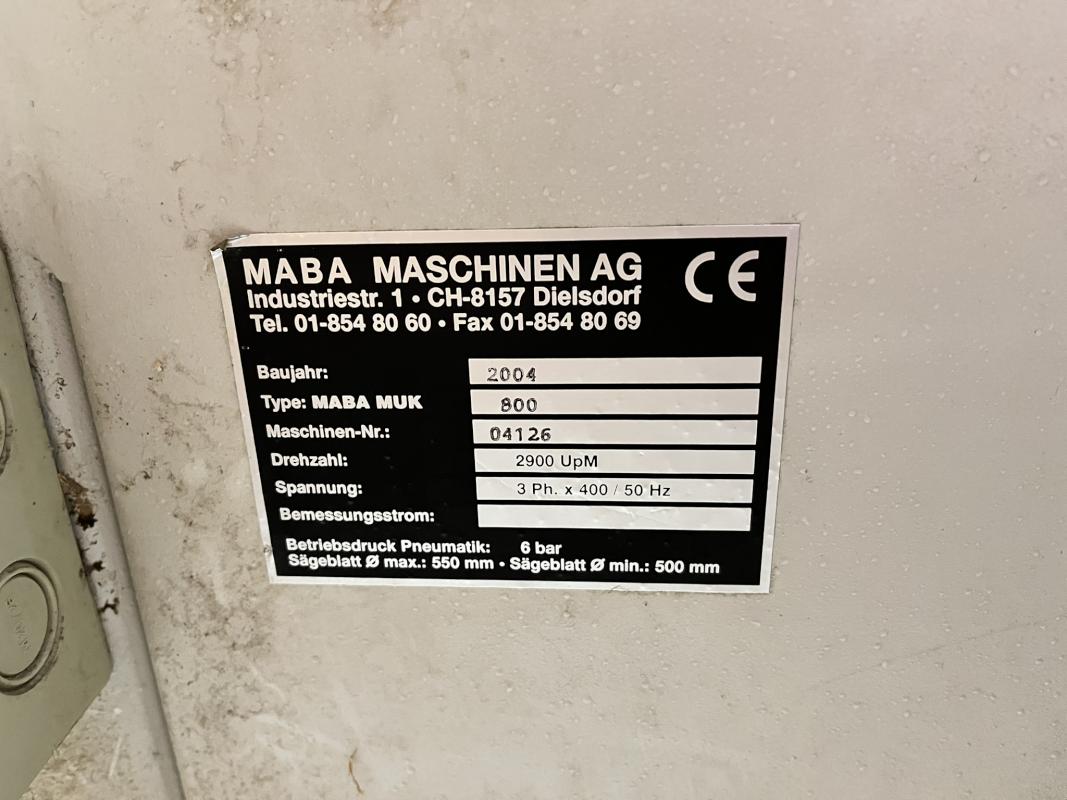 MABA MASCHINEN AG CE
Industriestr. 1 • CH-8157 Dielsdorf
Tel. 01-854 80 60 • Fax 01-854 80 69
Baujahr: 2004
Type: MABA MUK 800
Maschinen-Nr.: 04126
Drehzahl: 2900 UpM
Spannung: 3 Ph. x 400 / 50 Hz
Bemessungsstrom:
Betriebsdruck Pneumatik: 6 bar
Sägeblatt Ø max.: 550 mm • Sägeblatt Ø min.: 500 mm